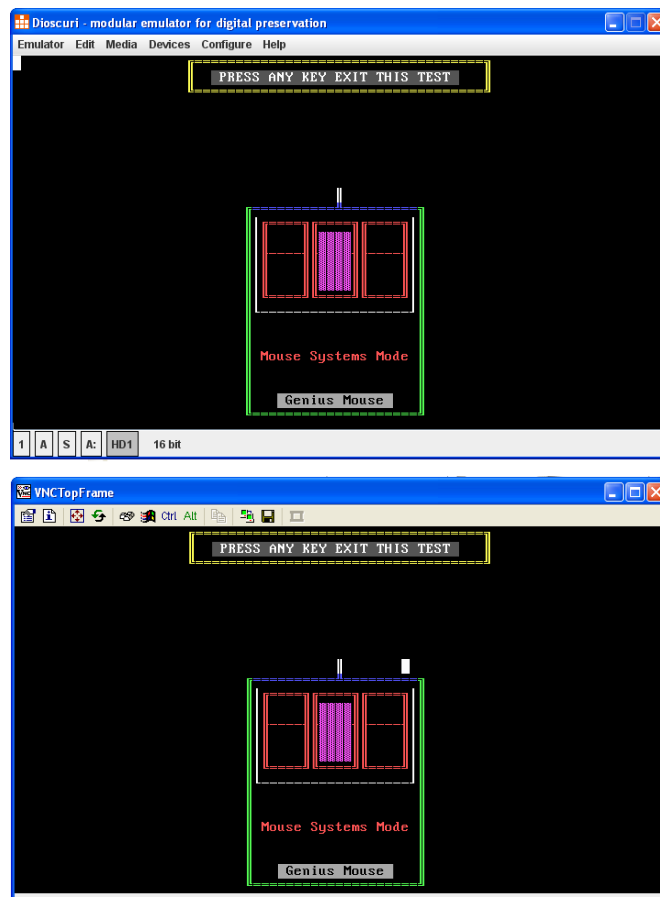 Dioscuri - modular emulator for digital preservation
Emulator Edit Media Devices Configure Help
PRESS ANY KEY EXIT THIS TEST
Mouse Systems Mode
Genius Mouse
1 A S A: HD1 16 bit
VNCTopFrame
Ctrl Alt
PRESS ANY KEY EXIT THIS TEST
Mouse Systems Mode
Genius Mouse